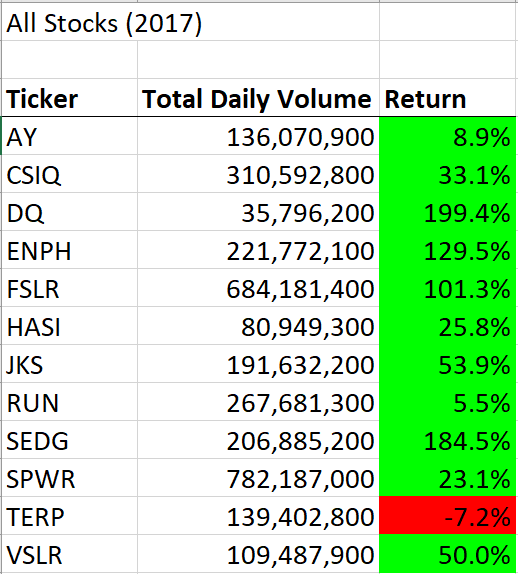 All Stocks (2017)
Ticker Total Daily Volume Return
AY 136,070,900 8.9%
CSIQ 310,592,800 33.1%
DQ 35,796,200 199.4%
ENPH 221,772,100 129.5%
FSLR 684,181,400 101.3%
HASI 80,949,300 25.8%
JKS 191,632,200 53.9%
RUN 267,681,300 5.5%
SEDG 206,885,200 184.5%
SPWR 782,187,000 23.1%
TERP 139,402,800 -7.2%
VSLR 109,487,900 50.0%